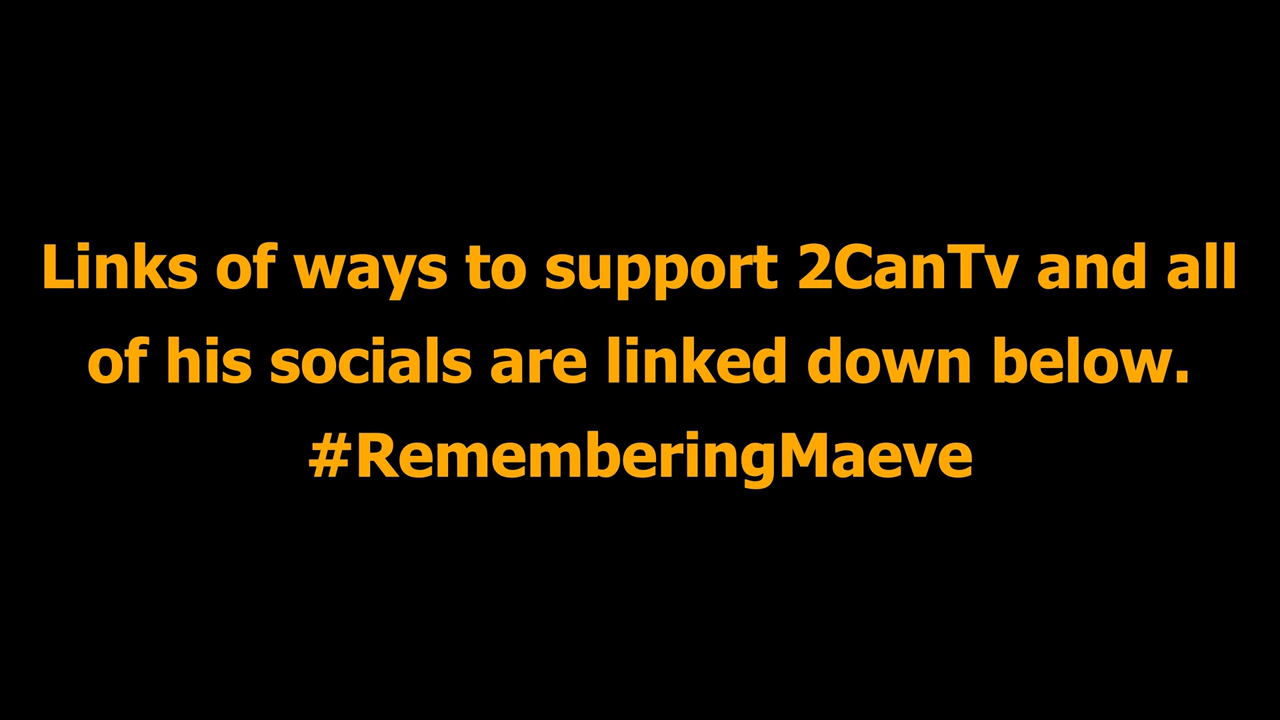 Links of ways to support 2CanTv and all
of his socials are linked down below.
#RememberingMaeve